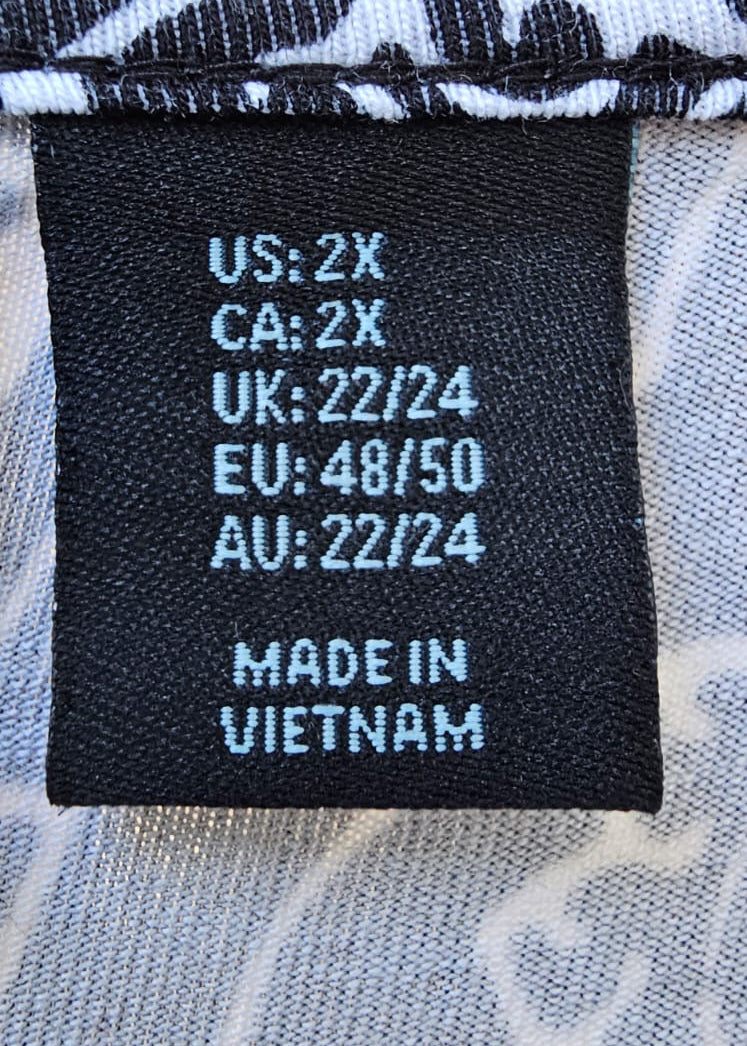 US: 2X
CA: 2X
UK: 22/24
EU: 48/50
AU: 22/24
MADE IN
VIETNAM